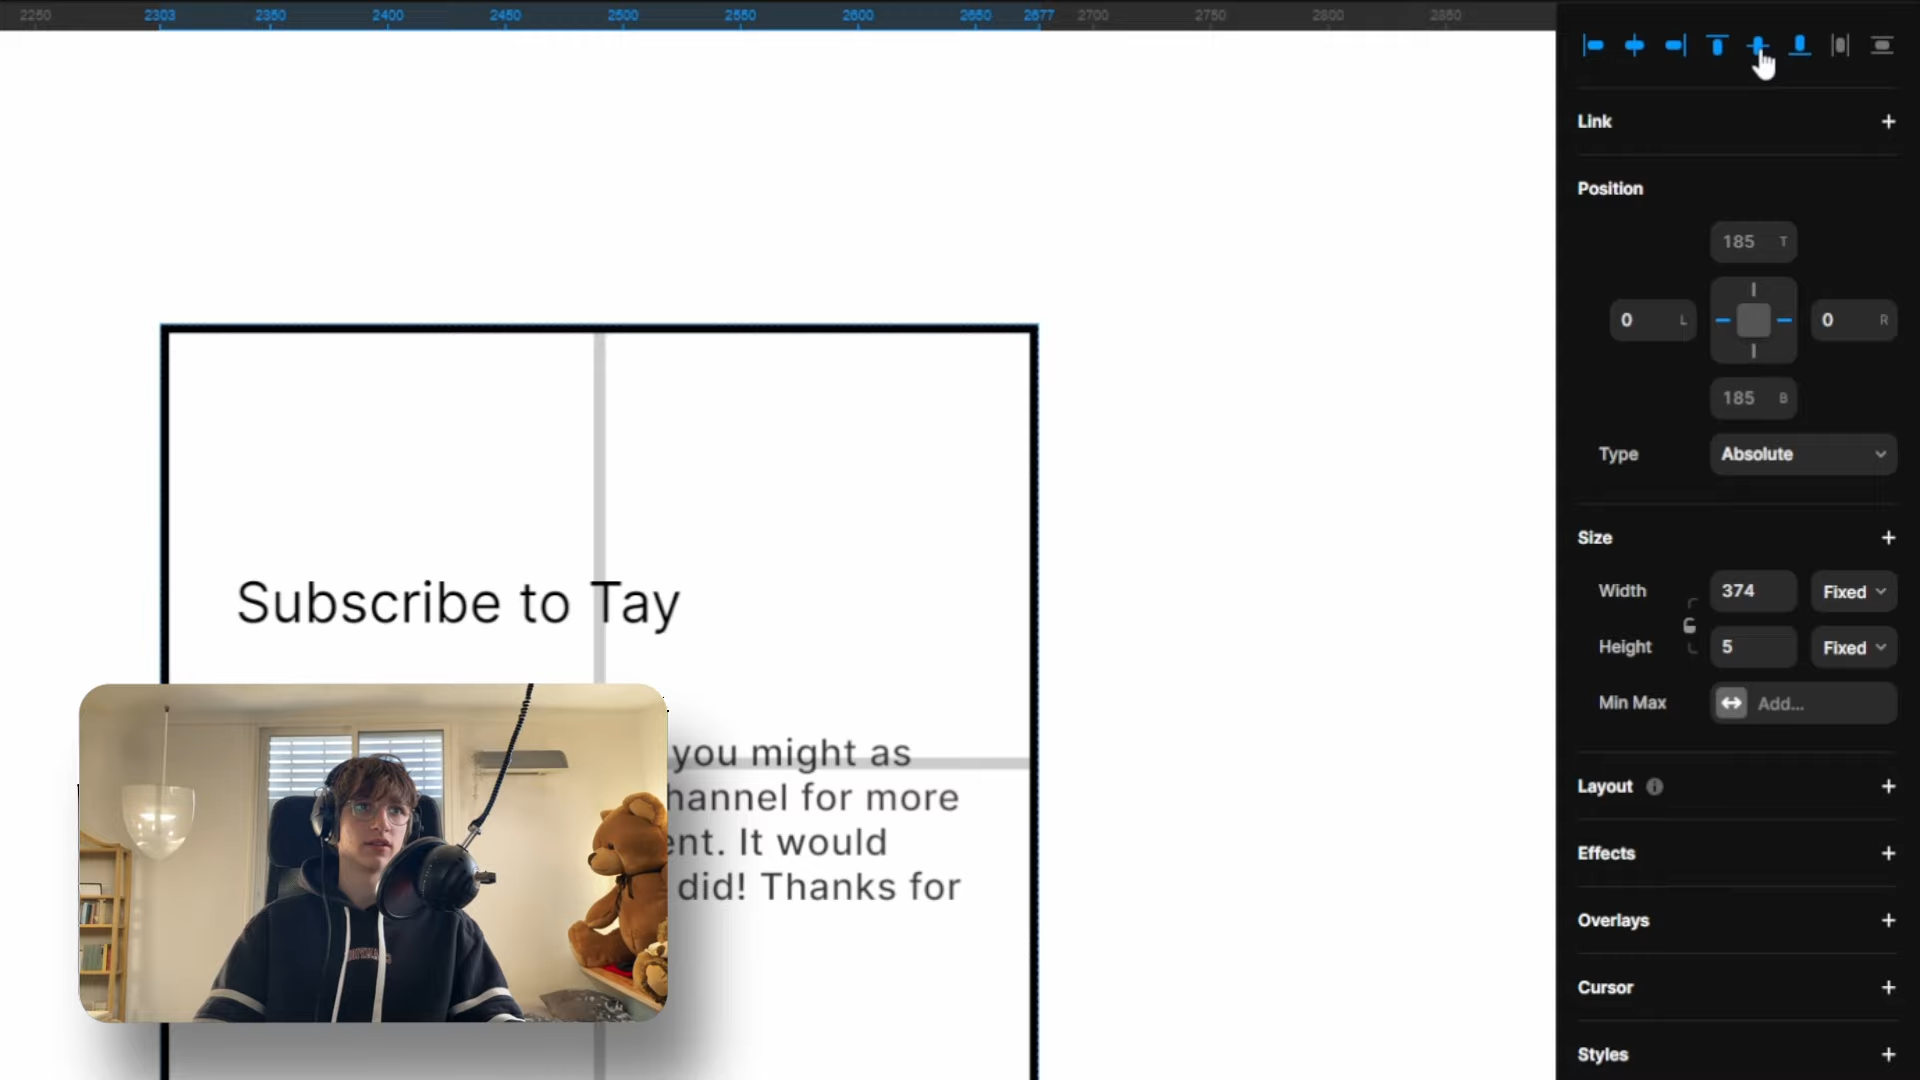 2250 2303 2350 2400 2450 2500 2550 2600 2650 2677 2700 2750 2800 2850
Link
Position
185 T
0 L
0 R
185 B
Type Absolute
Size
Width 374 Fixed
Height 5 Fixed
Min Max Add...
Layout
Effects
Overlays
Cursor
Styles
Subscribe to Tay
you might as
hannel for more
ent. It would
did! Thanks for